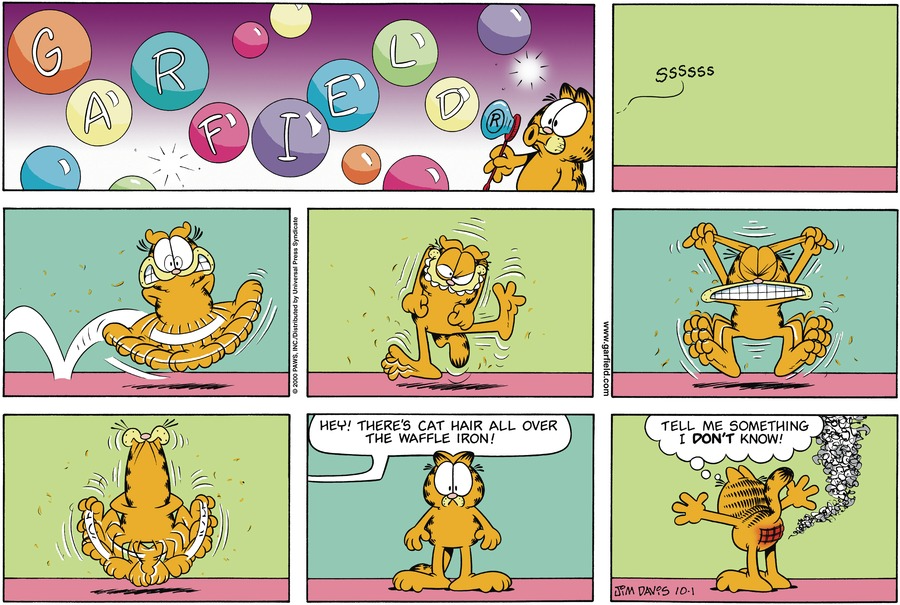 GARFIELD
R
SSSSSS
© 2000 PAWS, INC./Distributed by Universal Press Syndicate
www.garfield.com
HEY! THERE'S CAT HAIR ALL OVER
THE WAFFLE IRON!
TELL ME SOMETHING
I DON'T KNOW!
JIM DAVIS 10·1